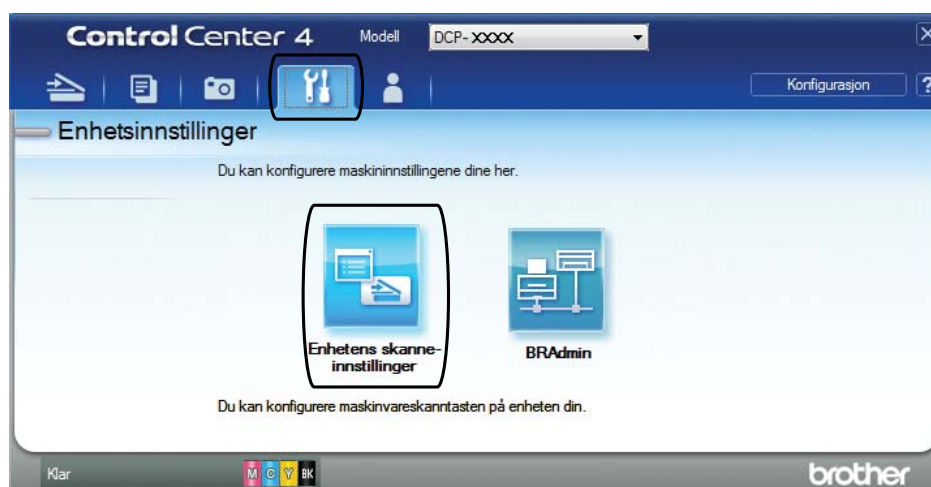 Control Center 4 Modell DCP-XXXX X
Konfigurasjon ?
Enhetsinnstillinger
Du kan konfigurere maskininnstillingene dine her.
Enhetens skanne-
innstillinger
BRAdmin
Du kan konfigurere maskinvareskanntasten på enheten din.
Klar M C Y BK brother